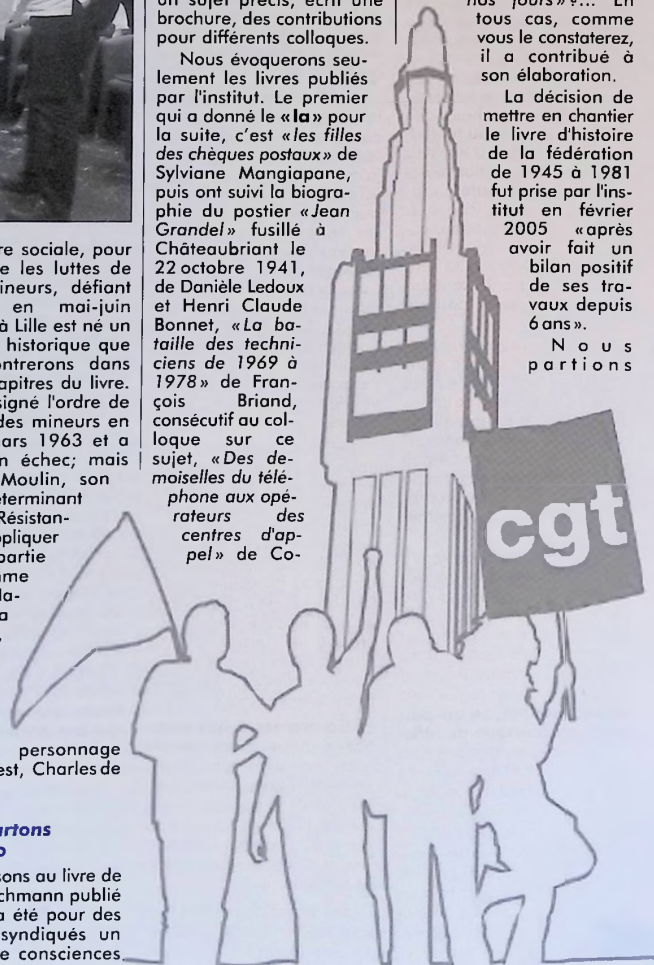 re sociale, pour
e les luttes de
ineurs, défiant
en mai-juin
à Lille est né un
historique que
ontrerons dans
apitres du livre.
signé l'ordre de
des mineurs en
ars 1963 et a
n échec; mais
Moulin, son
éterminant
Résistan-
ppliquer
partie
me
la-
a
personnage
est, Charles de
artons
sons au livre de
chmann publié
a été pour des
syndiqués un
e consciences
un sujet précis, écrit une
brochure, des contributions
pour différents colloques.
Nous évoquerons seu-
lement les livres publiés
par l'institut. Le premier
qui a donné le «la» pour
la suite, c'est «les filles
des chèques postaux» de
Sylviane Mangiapane,
puis ont suivi la biogra-
phie du postier «Jean
Grandel» fusillé à
Châteaubriant le
22 octobre 1941,
de Danièle Ledoux
et Henri Claude
Bonnet, «La ba-
taille des techni-
ciens de 1969 à
1978» de Fran-
çois Briand,
consécutif au col-
loque sur ce
sujet, «Des de-
moiselles du télé-
phone aux opé-
rateurs des
centres d'ap-
pel» de Co-
nos jours»?... En
tous cas, comme
vous le constaterez,
il a contribué à
son élaboration.
La décision de
mettre en chantier
le livre d'histoire
de la fédération
de 1945 à 1981
fut prise par l'ins-
titut en février
2005 «après
avoir fait un
bilan positif
de ses tra-
vaux depuis
6 ans».
Nous
partions
cgt